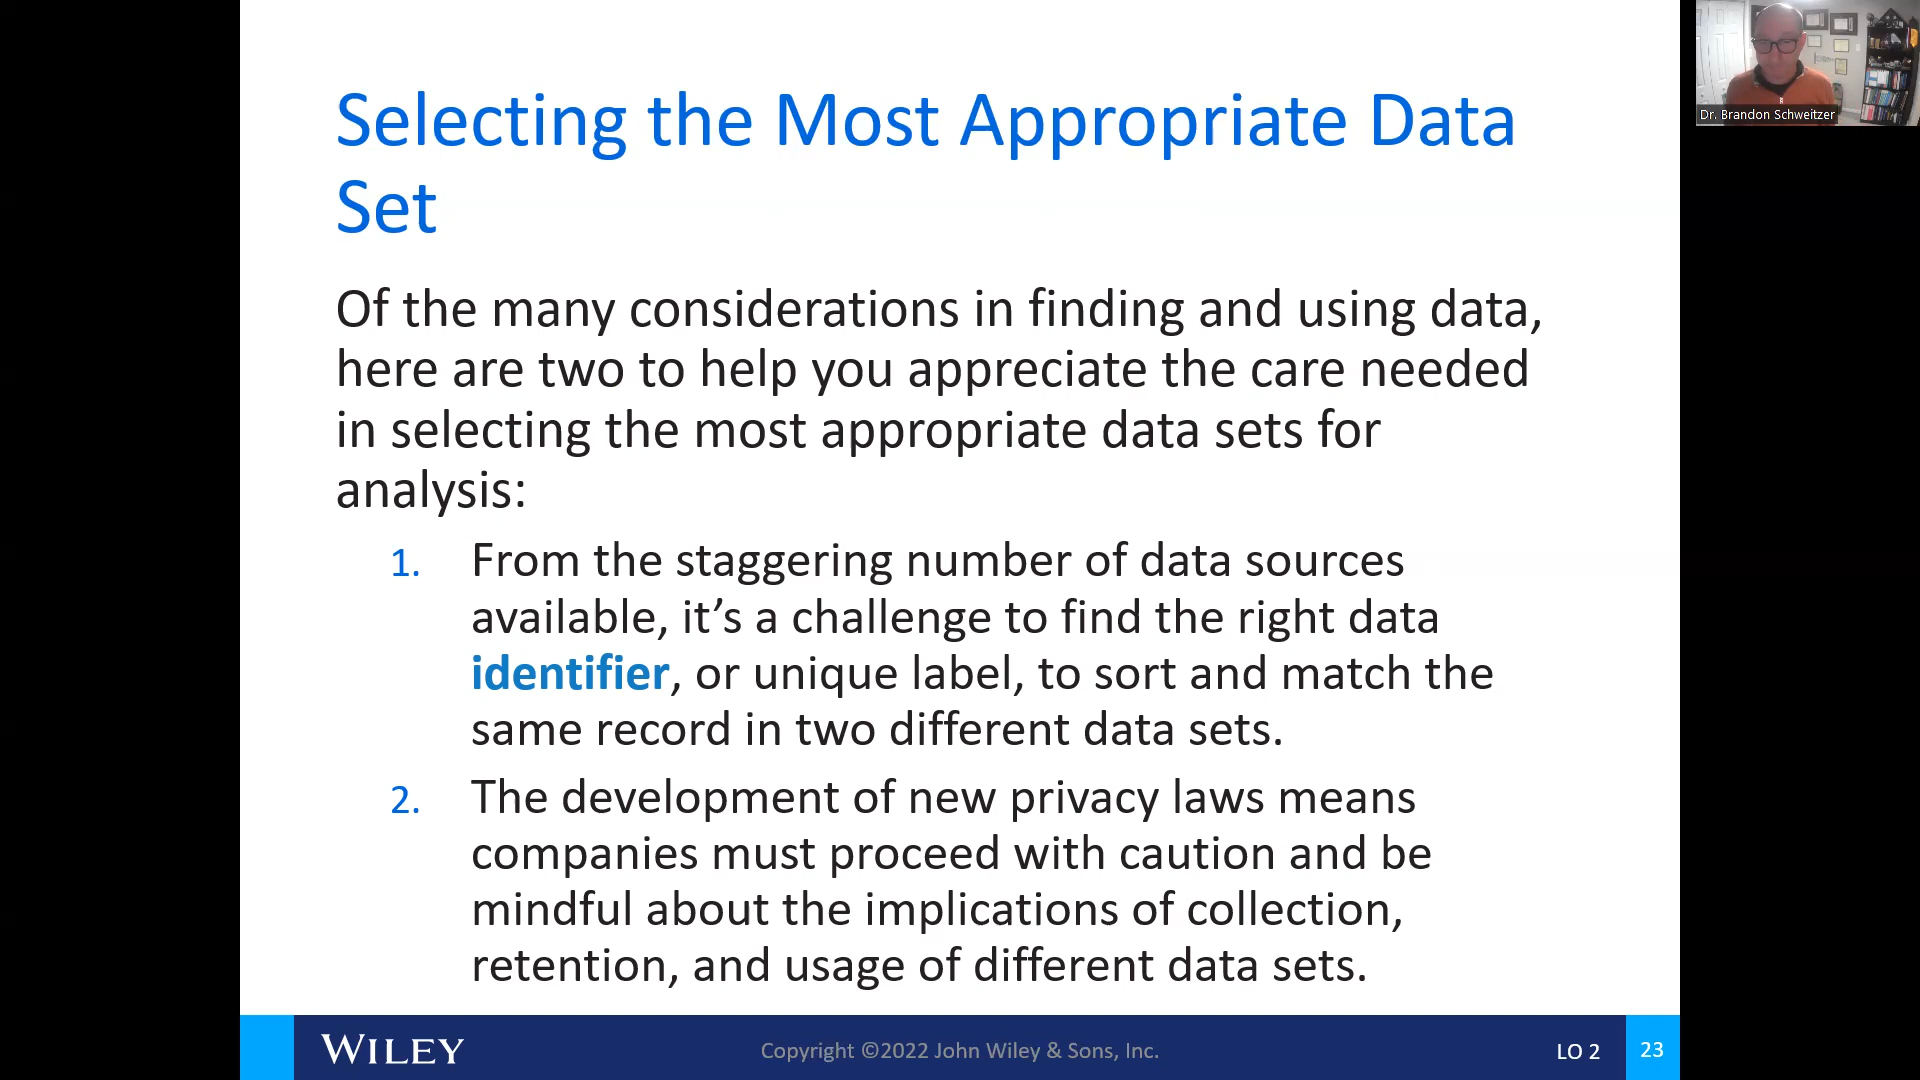 Selecting the Most Appropriate Data
Set
Of the many considerations in finding and using data,
here are two to help you appreciate the care needed
in selecting the most appropriate data sets for
analysis:
1. From the staggering number of data sources
available, it’s a challenge to find the right data
identifier, or unique label, to sort and match the
same record in two different data sets.
2. The development of new privacy laws means
companies must proceed with caution and be
mindful about the implications of collection,
retention, and usage of different data sets.
WILEY
Copyright ©2022 John Wiley & Sons, Inc.
LO 2
23
Dr. Brandon Schweitzer